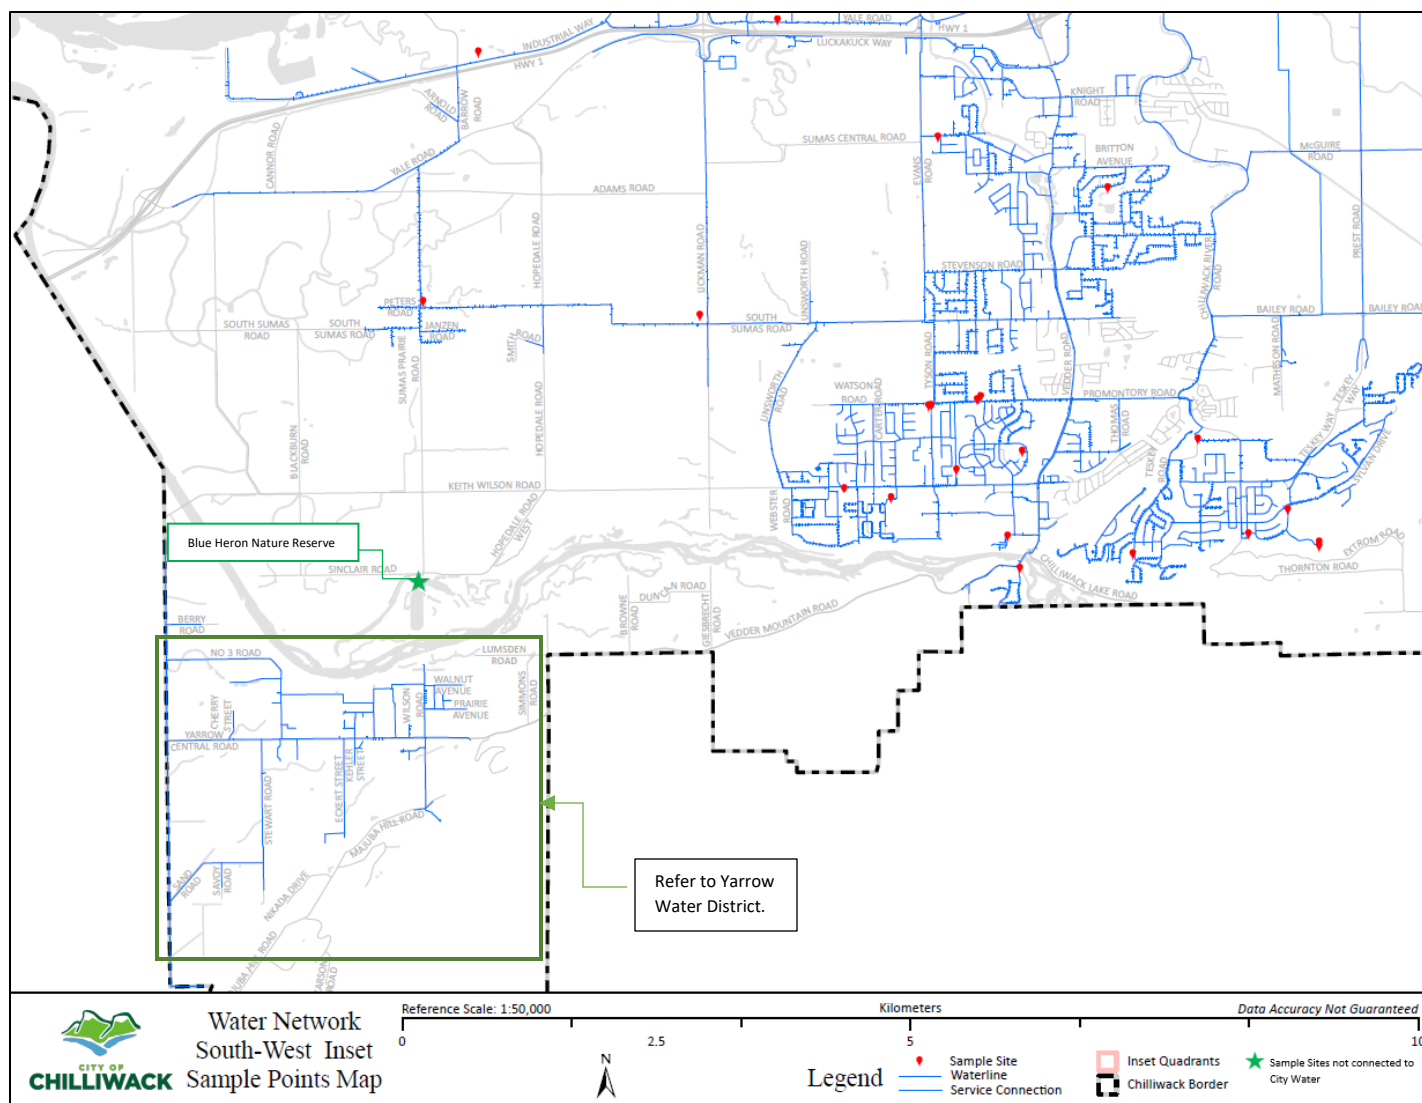 YALE ROAD
HWY 1
INDUSTRIAL WAY
LUCKAKUCK WAY
HWY 1
ARNOLD
ROAD
BARROW
ROAD
KNIGHT
ROAD
CANNOR ROAD
SUMAS CENTRAL ROAD
EVANS
ROAD
BRITTON
AVENUE
McGUIRE
ROAD
YALE ROAD
ADAMS ROAD
HOPEDALE ROAD
LICKMAN ROAD
UNSWORTH ROAD
STEVENSON ROAD
CHILLIWACK RIVER
ROAD
PREST ROAD
PETERS
ROAD
SOUTH SUMAS
ROAD
SOUTH
SUMAS ROAD
JANZEN
ROAD
SMITH ROAD
SOUTH
SUMAS ROAD
BAILEY ROAD
BAILEY ROAD
SUMAS PRAIRIE
ROAD
HOPEDALE ROAD
UNSWORTH
ROAD
WATSON
ROAD
CARTER ROAD
TYSON ROAD
VEDDER ROAD
PROMONTORY ROAD
THOMAS
ROAD
MATHESON ROAD
TESKEY
WAY
BLACKBURN
ROAD
TESKEY
ROAD
TESKEY WAY
SYLVAN DRIVE
KEITH WILSON ROAD
HOPEDALE ROAD
WEST
WEBSTER
ROAD
Blue Heron Nature Reserve
SINCLAIR ROAD
EXTROM ROAD
THORNTON ROAD
CHILLIWACK LAKE ROAD
BROWNE
ROAD
DUNCAN ROAD
GIESBRECHT
ROAD
VEDDER MOUNTAIN ROAD
BERRY
ROAD
NO 3 ROAD
LUMSDEN
ROAD
SIMMONS
ROAD
CHERRY
STREET
WILSON
ROAD
WALNUT
AVENUE
PRAIRIE
AVENUE
YARROW
CENTRAL ROAD
STEWART ROAD
ECKERT STREET
KEHLER
STREET
MAJUBA HILL ROAD
SAND
ROAD
SAVOY
ROAD
NIKADA DRIVE
JUBA HILL ROAD
CARSON
ROAD
Refer to Yarrow
Water District.
CITY OF
CHILLIWACK
Water Network
South-West Inset
Sample Points Map
Reference Scale: 1:50,000
Kilometers
Data Accuracy Not Guaranteed
0
2.5
5
10
N
Legend
Sample Site
Waterline
Service Connection
Inset Quadrants
Chilliwack Border
Sample Sites not connected to
City Water